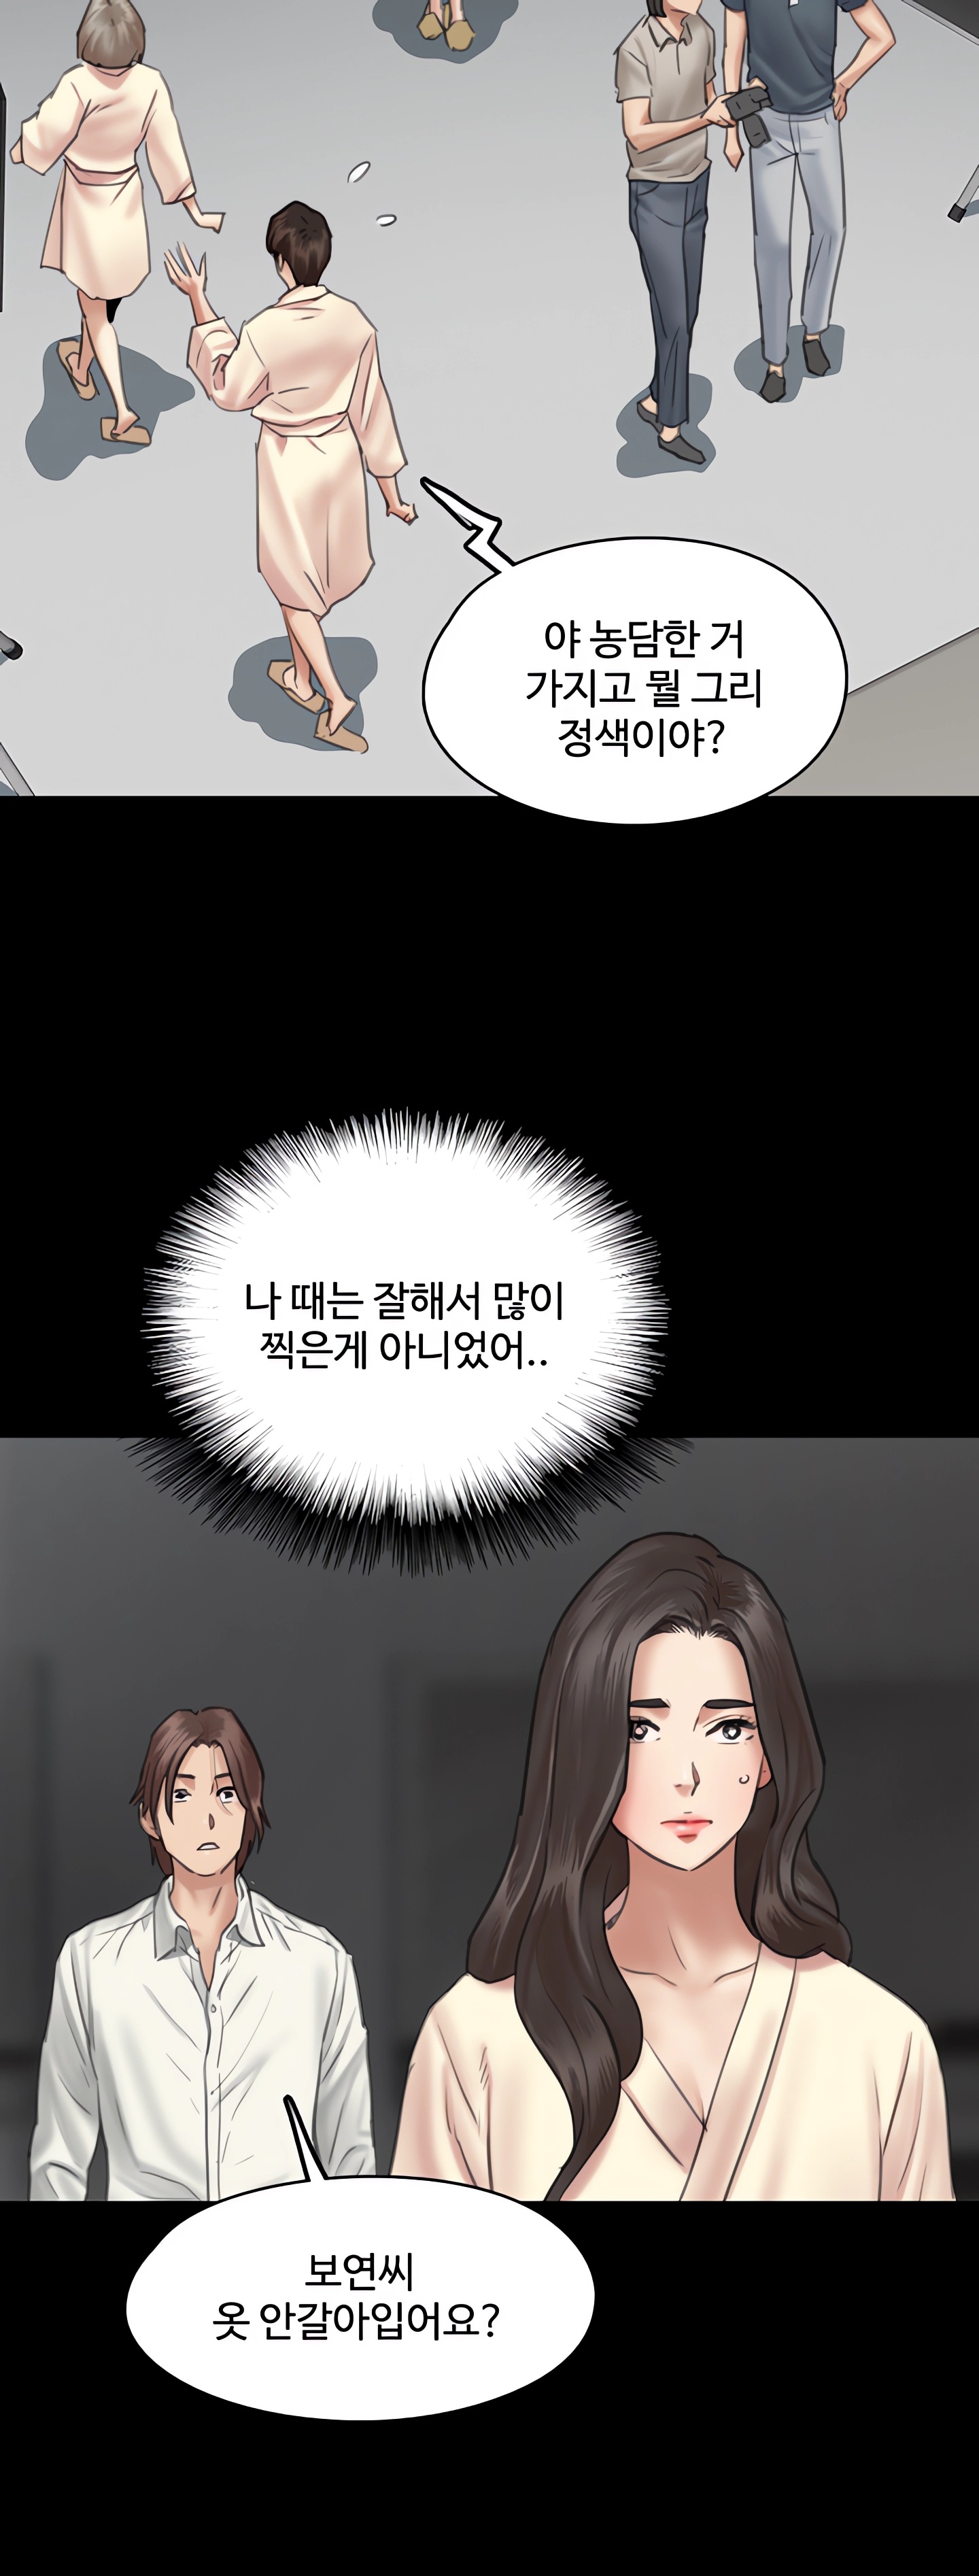 야 농담한 거
가지고 뭘 그리
정색이야?
나 때는 잘해서 많이
찍은게 아니었어..
보연씨
옷 안갈아입어요?